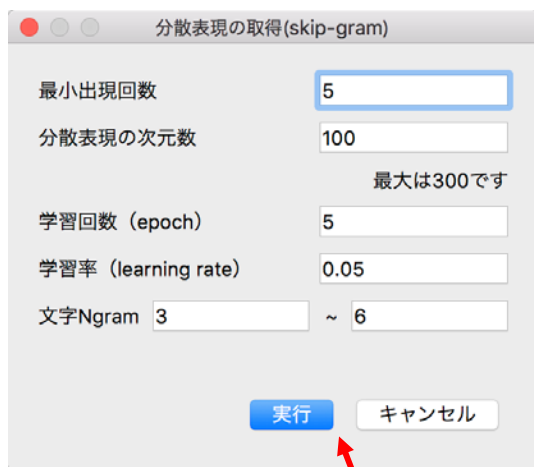 分散表現の取得(skip-gram)
最小出現回数 5
分散表現の次元数 100
最大は300です
学習回数（epoch） 5
学習率（learning rate） 0.05
文字Ngram 3 ~ 6
実行 キャンセル